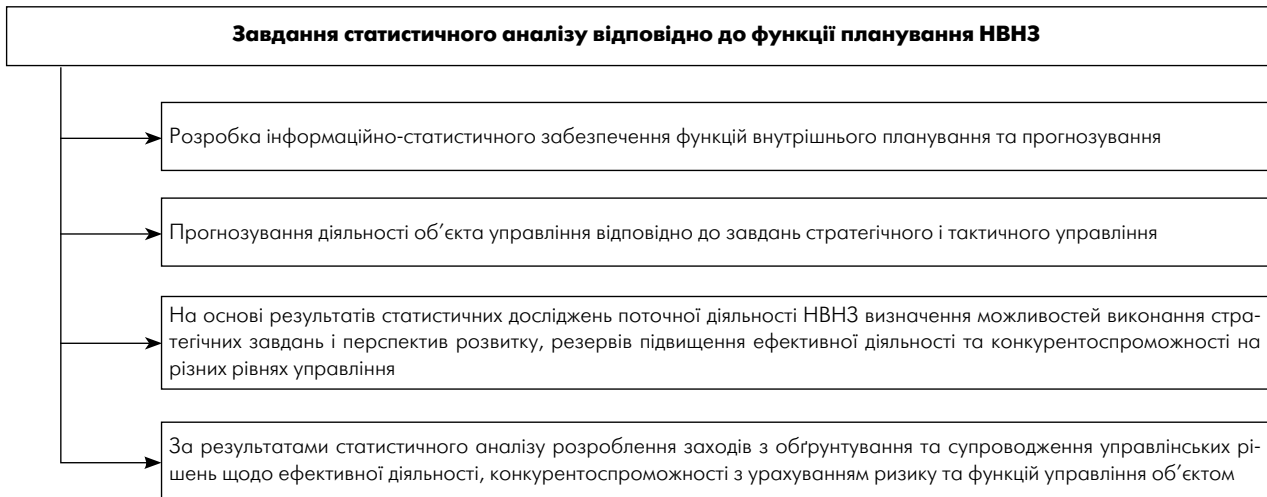 Завдання статистичного аналізу відповідно до функції планування НВНЗ
Розробка інформаційно-статистичного забезпечення функцій внутрішнього планування та прогнозування
Прогнозування діяльності об’єкта управління відповідно до завдань стратегічного і тактичного управління
На основі результатів статистичних досліджень поточної діяльності НВНЗ визначення можливостей виконання стра-
тегічних завдань і перспектив розвитку, резервів підвищення ефективної діяльності та конкурентоспроможності на
різних рівнях управління
За результатами статистичного аналізу розроблення заходів з обґрунтування та супроводження управлінських рі-
шень щодо ефективної діяльності, конкурентоспроможності з урахуванням ризику та функцій управління об’єктом